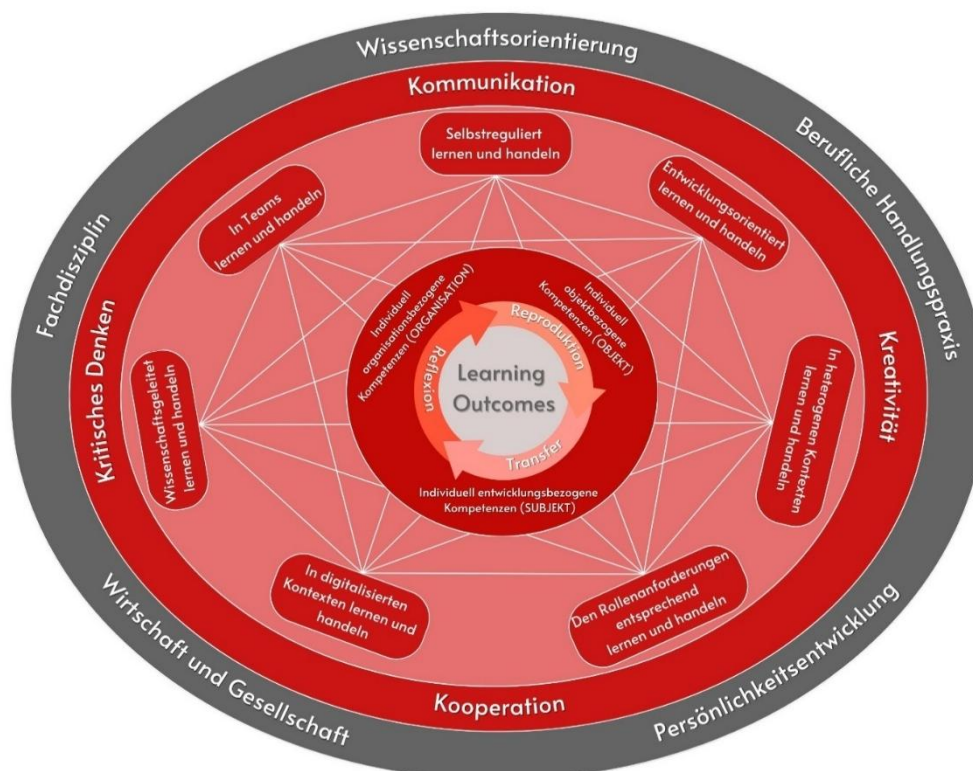 Wissenschaftsorientierung
Berufliche Handlungspraxis
Persönlichkeitsentwicklung
Wirtschaft und Gesellschaft
Fachdisziplin
Kommunikation
Kreativität
Kooperation
Kritisches Denken
Selbstreguliert
lernen und handeln
Entwicklungsorientiert
lernen und handeln
In heterogenen Kontexten
lernen und handeln
Den Rollenanforderungen
entsprechend
lernen und handeln
In digitalisierten
Kontexten lernen und
handeln
Wissenschaftsgeleitet
lernen und handeln
In Teams
lernen und handeln
Individuell
organisationsbezogene
Kompetenzen (ORGANISATION)
Individuell
objektbezogene
Kompetenzen (OBJEKT)
Individuell entwicklungsbezogene
Kompetenzen (SUBJEKT)
Reproduktion
Transfer
Reflexion
Learning
Outcomes